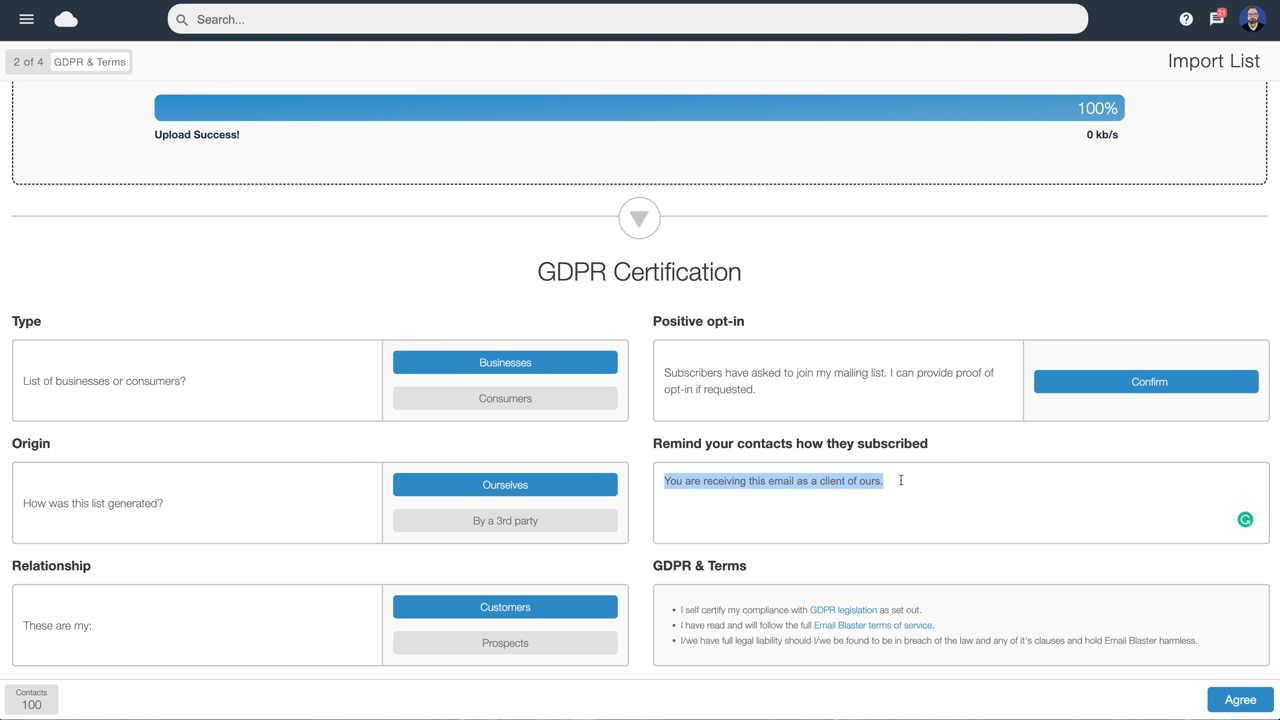 Search...
21
2 of 4 GDPR & Terms
Import List
100%
Upload Success!
0 kb/s
GDPR Certification
Type
List of businesses or consumers?
Businesses
Consumers
Positive opt-in
Subscribers have asked to join my mailing list. I can provide proof of
opt-in if requested.
Confirm
Origin
How was this list generated?
Ourselves
By a 3rd party
Remind your contacts how they subscribed
You are receiving this email as a client of ours.
Relationship
These are my:
Customers
Prospects
GDPR & Terms
• I self certify my compliance with GDPR legislation as set out.
• I have read and will follow the full Email Blaster terms of service.
• I/we have full legal liability should I/we be found to be in breach of the law and any of it's clauses and hold Email Blaster harmless.
Contacts
100
Agree